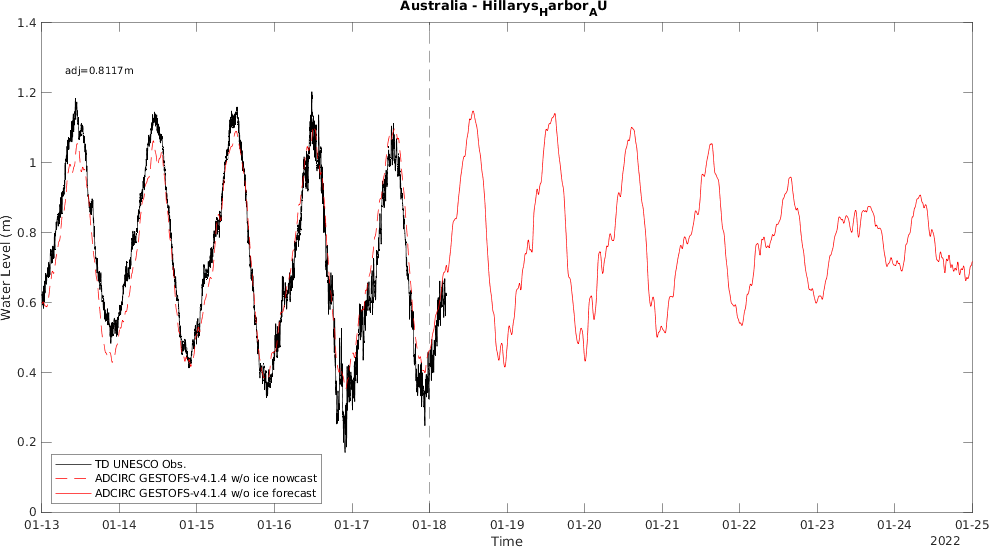 Australia - HillarysHarborAU
adj=0.8117m
1.4
1.2
1
0.8
0.6
0.4
0.2
0
Water Level (m)
TD UNESCO Obs.
ADCIRC GESTOFS-v4.1.4 w/o ice nowcast
ADCIRC GESTOFS-v4.1.4 w/o ice forecast
01-13 01-14 01-15 01-16 01-17 01-18 01-19 01-20 01-21 01-22 01-23 01-24 01-25
Time
2022